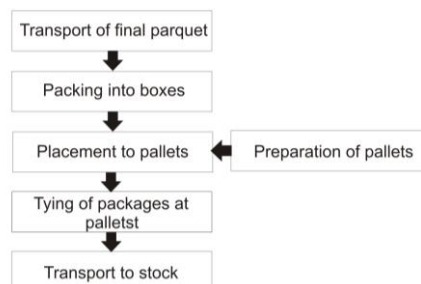 Transport of final parquet
Packing into boxes
Placement to pallets
Preparation of pallets
Tying of packages at
palletst
Transport to stock